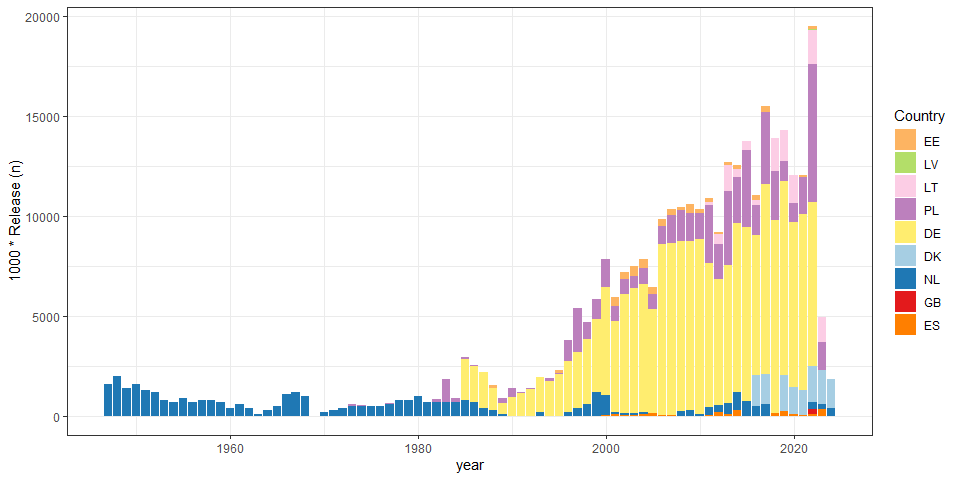 20000
15000
10000
5000
0
1000 * Release (n)
1960
1980
2000
2020
year
Country
EE
LV
LT
PL
DE
DK
NL
GB
ES